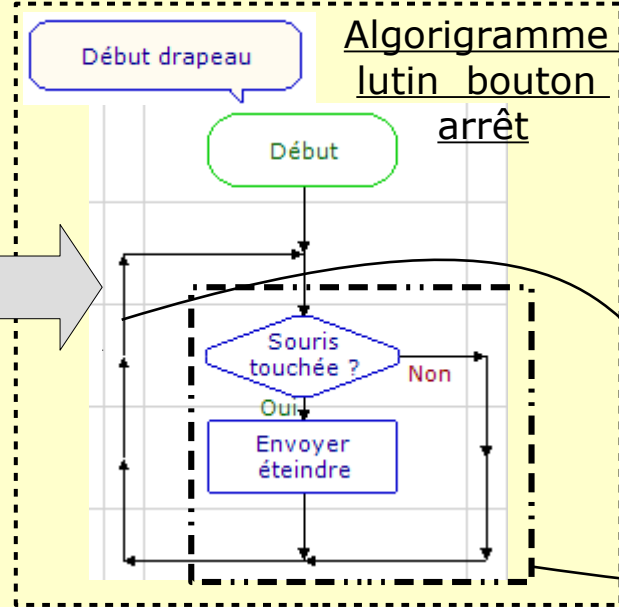 Début drapeau
Algorigramme
lutin bouton
arrêt
Début
Souris
touchée ?
Non
Oui
Envoyer
éteindre